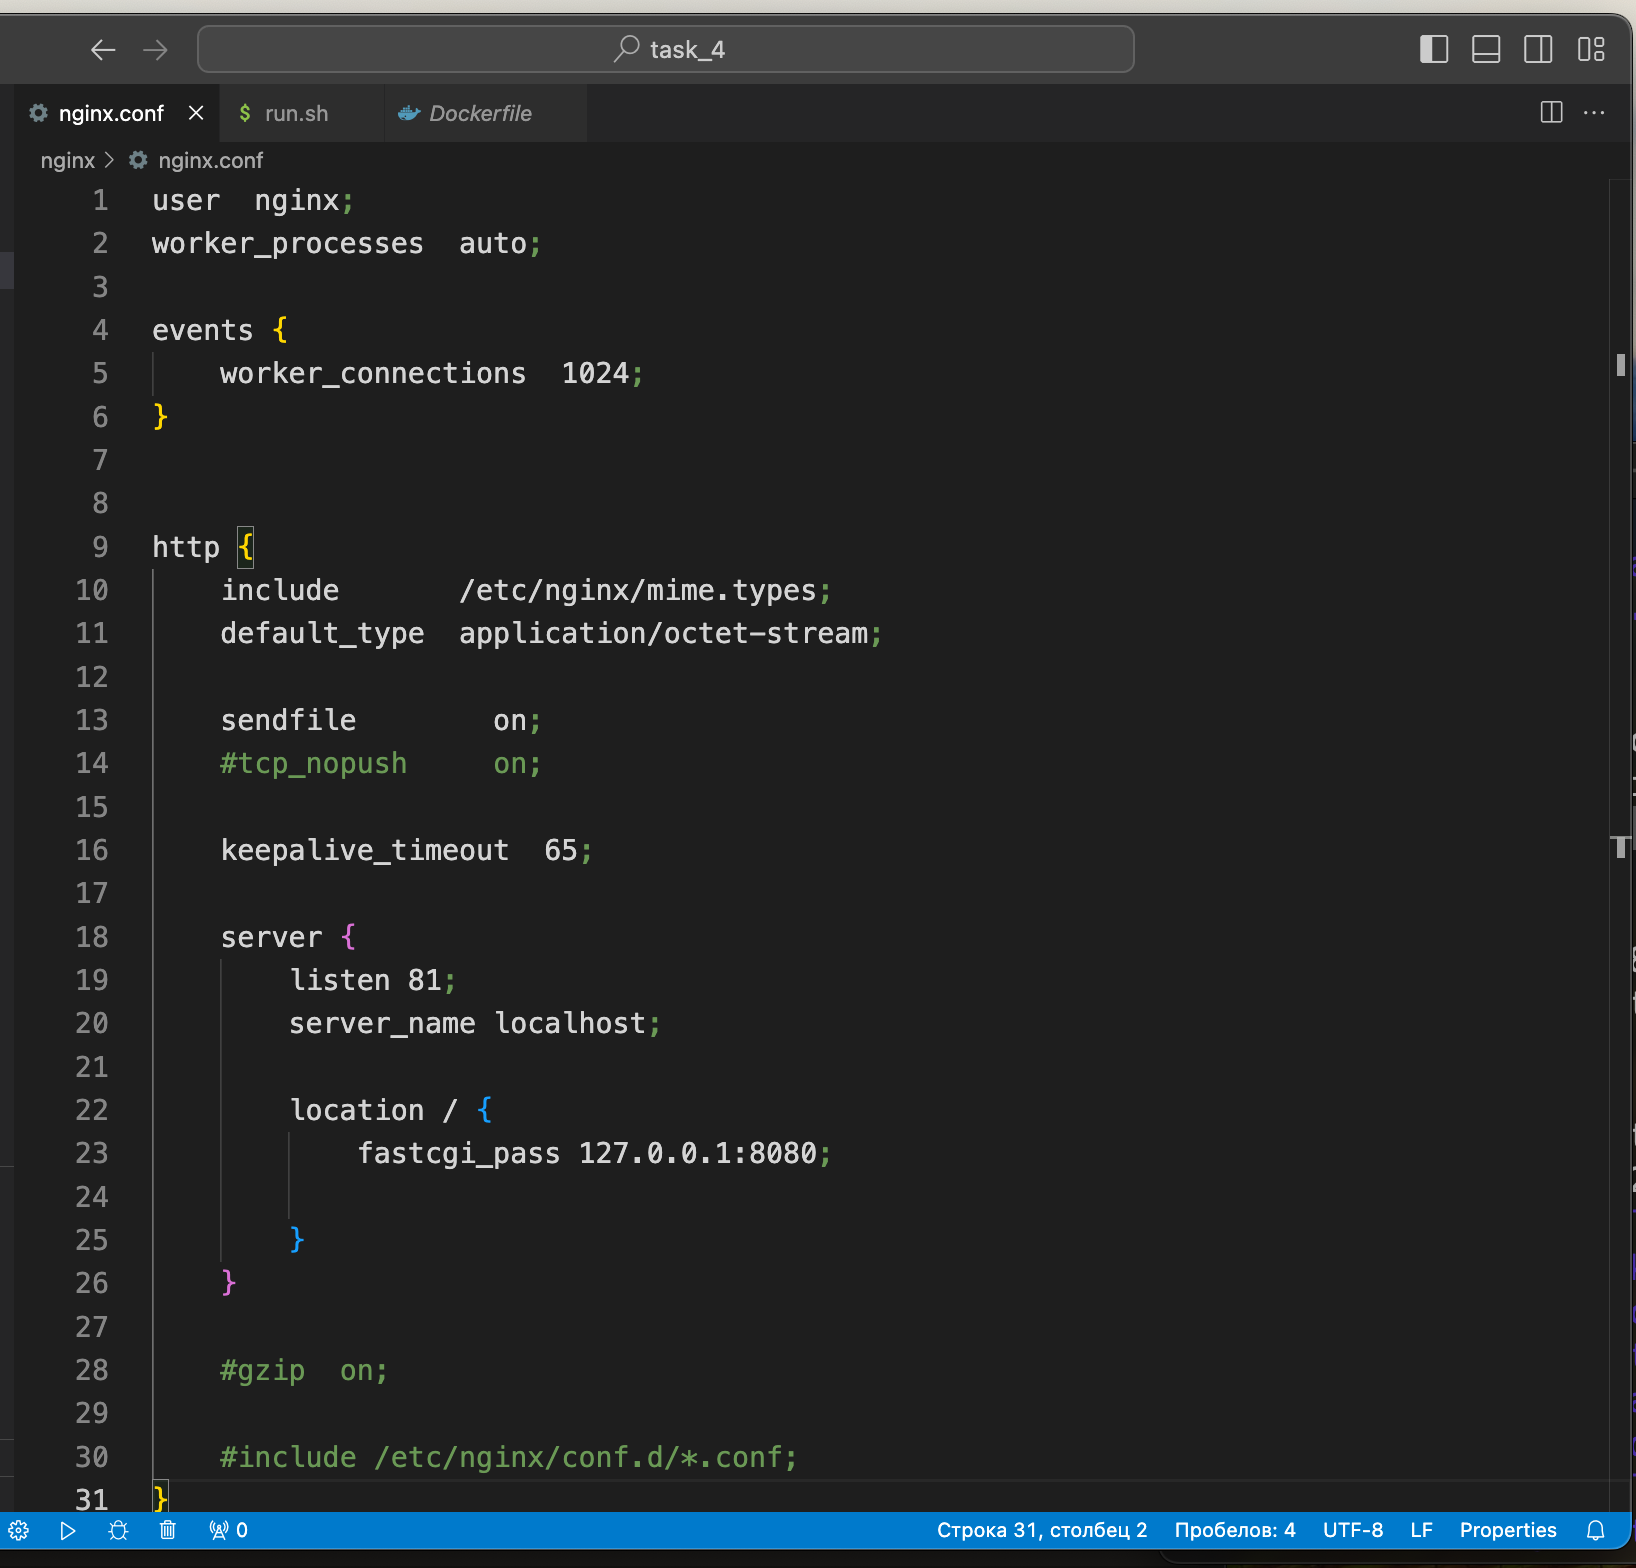 task_4
nginx.conf
$ run.sh
Dockerfile
nginx > nginx.conf
1 user  nginx;
2 worker_processes  auto;
3
4 events {
5     worker_connections  1024;
6 }
7
8
9 http {
10     include       /etc/nginx/mime.types;
11     default_type  application/octet-stream;
12
13     sendfile        on;
14     #tcp_nopush     on;
15
16     keepalive_timeout  65;
17
18     server {
19         listen 81;
20         server_name localhost;
21
22         location / {
23             fastcgi_pass 127.0.0.1:8080;
24
25         }
26     }
27
28     #gzip  on;
29
30     #include /etc/nginx/conf.d/*.conf;
31 }
0 Строка 31, столбец 2 Пробелов: 4 UTF-8 LF Properties